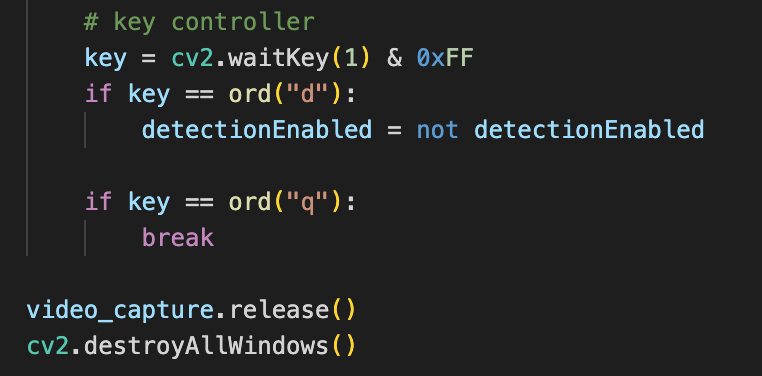 # key controller
key = cv2.waitKey(1) & 0xFF
if key == ord("d"):
detectionEnabled = not detectionEnabled
if key == ord("q"):
break
video_capture.release()
cv2.destroyAllWindows()